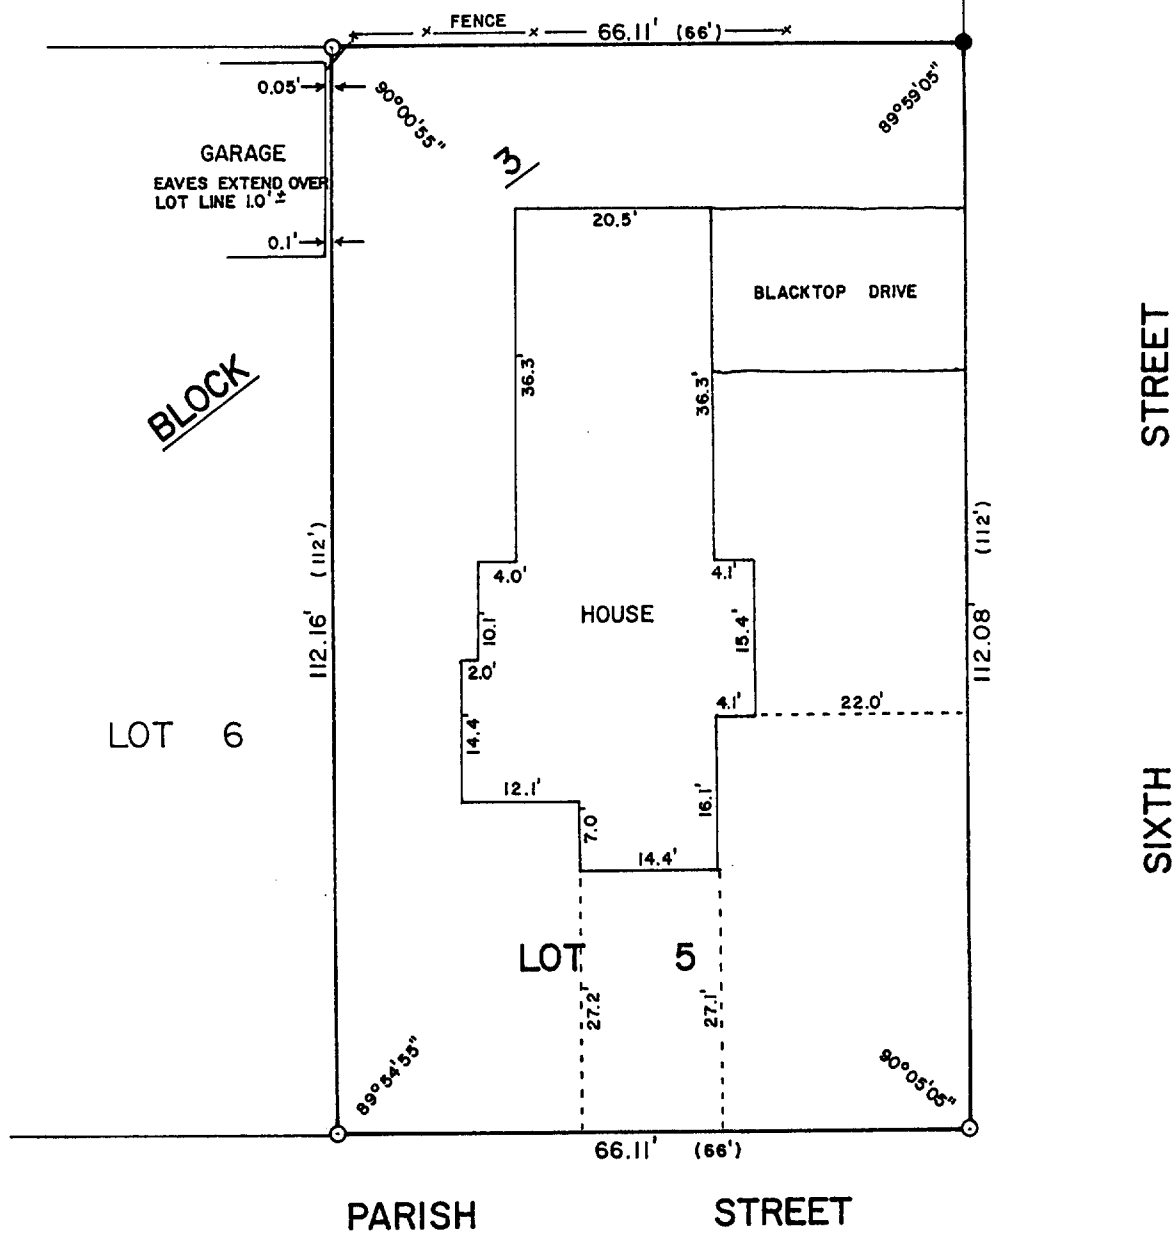 FENCE
66.11' (66')
0.05'
90°00'55"
89°59'05"
GARAGE
EAVES EXTEND OVER
LOT LINE 1.0'±
3
0.1'
20.5'
BLACKTOP DRIVE
BLOCK
36.3'
36.3'
STREET
112.16' (112')
4.0'
4.1'
HOUSE
10.1'
15.4'
112.08' (112')
2.0'
4.1'
22.0'
LOT 6
14.4'
12.1'
7.0'
16.1'
SIXTH
14.4'
LOT 5
27.2'
27.1'
89°54'55"
90°05'05"
66.11' (66')
PARISH STREET